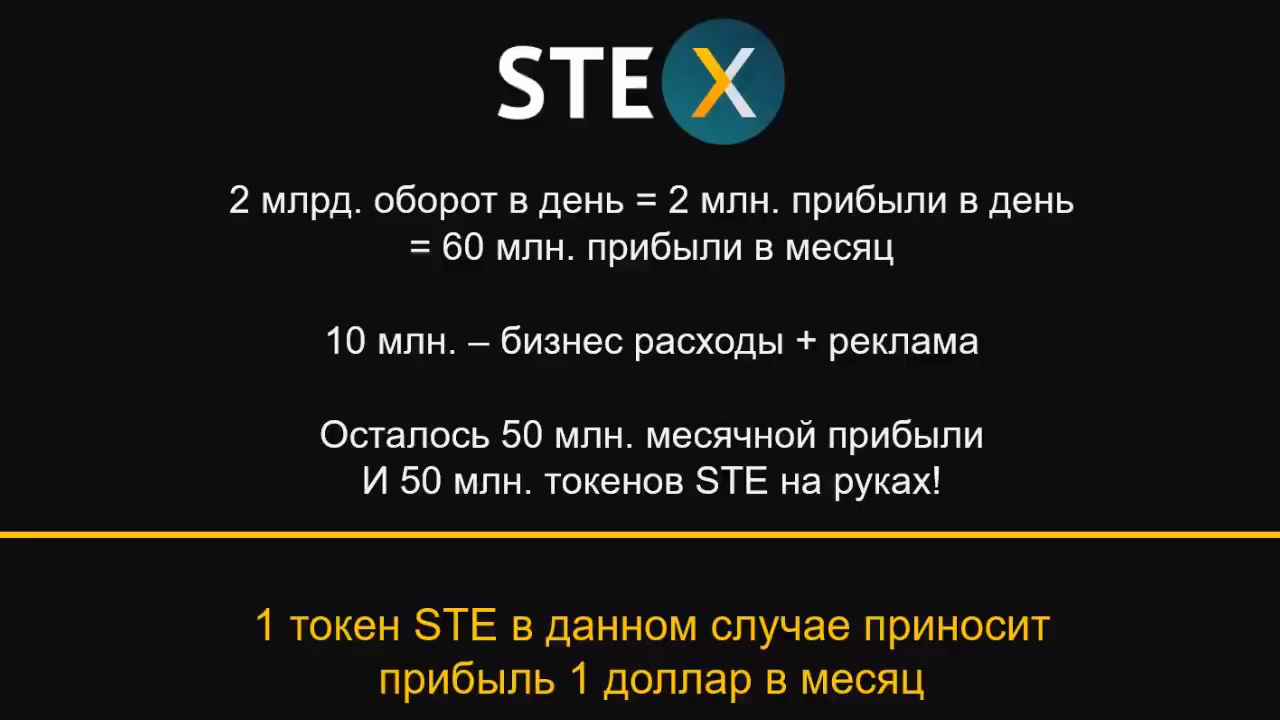 STEX
2 млрд. оборот в день = 2 млн. прибыли в день
= 60 млн. прибыли в месяц
10 млн. – бизнес расходы + реклама
Осталось 50 млн. месячной прибыли
И 50 млн. токенов STE на руках!
1 токен STE в данном случае приносит
прибыль 1 доллар в месяц